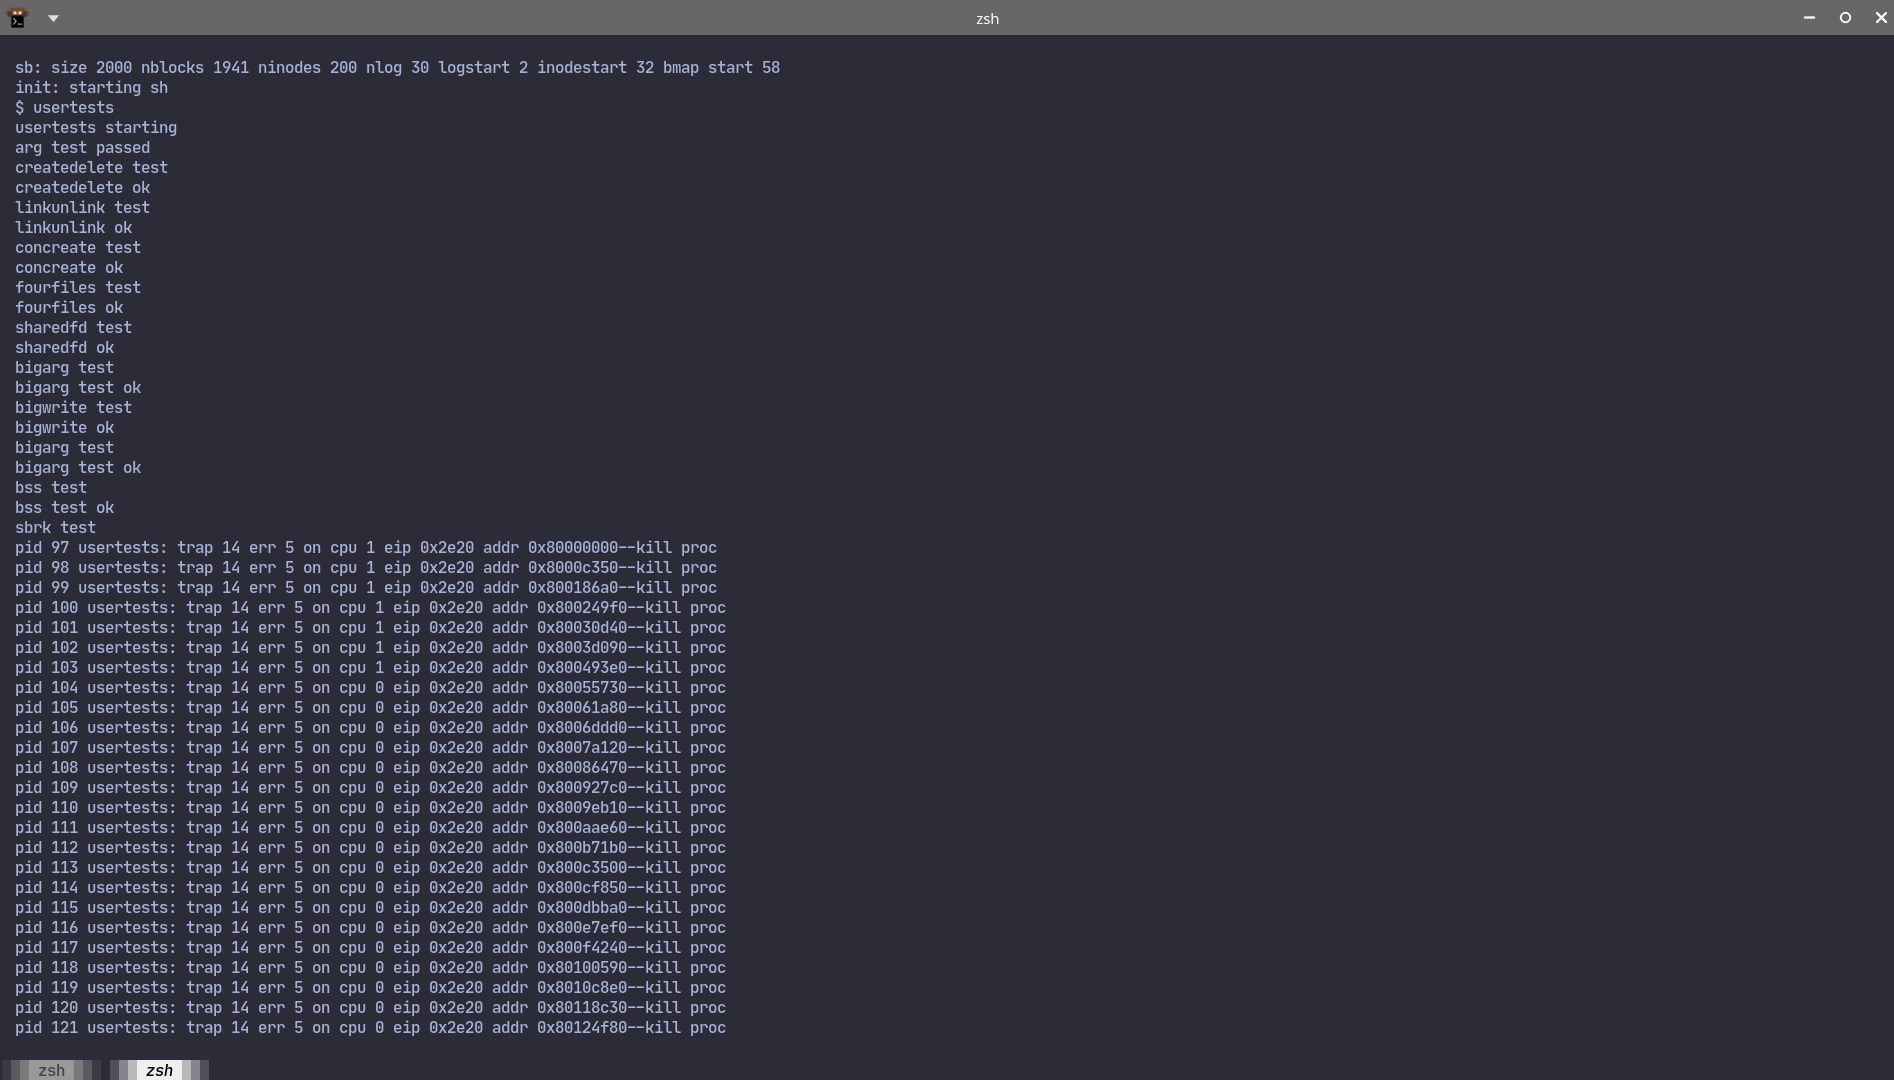 zsh
sb: size 2000 nblocks 1941 ninodes 200 nlog 30 logstart 2 inodestart 32 bmap start 58
init: starting sh
$ usertests
usertests starting
arg test passed
createdelete test
createdelete ok
linkunlink test
linkunlink ok
concreate test
concreate ok
fourfiles test
fourfiles ok
sharedfd test
sharedfd ok
bigarg test
bigarg test ok
bigwrite test
bigwrite ok
bigarg test
bigarg test ok
bss test
bss test ok
sbrk test
pid 97 usertests: trap 14 err 5 on cpu 1 eip 0x2e20 addr 0x80000000--kill proc
pid 98 usertests: trap 14 err 5 on cpu 1 eip 0x2e20 addr 0x8000c350--kill proc
pid 99 usertests: trap 14 err 5 on cpu 1 eip 0x2e20 addr 0x800186a0--kill proc
pid 100 usertests: trap 14 err 5 on cpu 1 eip 0x2e20 addr 0x800249f0--kill proc
pid 101 usertests: trap 14 err 5 on cpu 1 eip 0x2e20 addr 0x80030d40--kill proc
pid 102 usertests: trap 14 err 5 on cpu 1 eip 0x2e20 addr 0x8003d090--kill proc
pid 103 usertests: trap 14 err 5 on cpu 1 eip 0x2e20 addr 0x800493e0--kill proc
pid 104 usertests: trap 14 err 5 on cpu 0 eip 0x2e20 addr 0x80055730--kill proc
pid 105 usertests: trap 14 err 5 on cpu 0 eip 0x2e20 addr 0x80061a80--kill proc
pid 106 usertests: trap 14 err 5 on cpu 0 eip 0x2e20 addr 0x8006ddd0--kill proc
pid 107 usertests: trap 14 err 5 on cpu 0 eip 0x2e20 addr 0x8007a120--kill proc
pid 108 usertests: trap 14 err 5 on cpu 0 eip 0x2e20 addr 0x80086470--kill proc
pid 109 usertests: trap 14 err 5 on cpu 0 eip 0x2e20 addr 0x800927c0--kill proc
pid 110 usertests: trap 14 err 5 on cpu 0 eip 0x2e20 addr 0x8009eb10--kill proc
pid 111 usertests: trap 14 err 5 on cpu 0 eip 0x2e20 addr 0x800aae60--kill proc
pid 112 usertests: trap 14 err 5 on cpu 0 eip 0x2e20 addr 0x800b71b0--kill proc
pid 113 usertests: trap 14 err 5 on cpu 0 eip 0x2e20 addr 0x800c3500--kill proc
pid 114 usertests: trap 14 err 5 on cpu 0 eip 0x2e20 addr 0x800cf850--kill proc
pid 115 usertests: trap 14 err 5 on cpu 0 eip 0x2e20 addr 0x800dbba0--kill proc
pid 116 usertests: trap 14 err 5 on cpu 0 eip 0x2e20 addr 0x800e7ef0--kill proc
pid 117 usertests: trap 14 err 5 on cpu 0 eip 0x2e20 addr 0x800f4240--kill proc
pid 118 usertests: trap 14 err 5 on cpu 0 eip 0x2e20 addr 0x80100590--kill proc
pid 119 usertests: trap 14 err 5 on cpu 0 eip 0x2e20 addr 0x8010c8e0--kill proc
pid 120 usertests: trap 14 err 5 on cpu 0 eip 0x2e20 addr 0x80118c30--kill proc
pid 121 usertests: trap 14 err 5 on cpu 0 eip 0x2e20 addr 0x80124f80--kill proc
zsh zsh